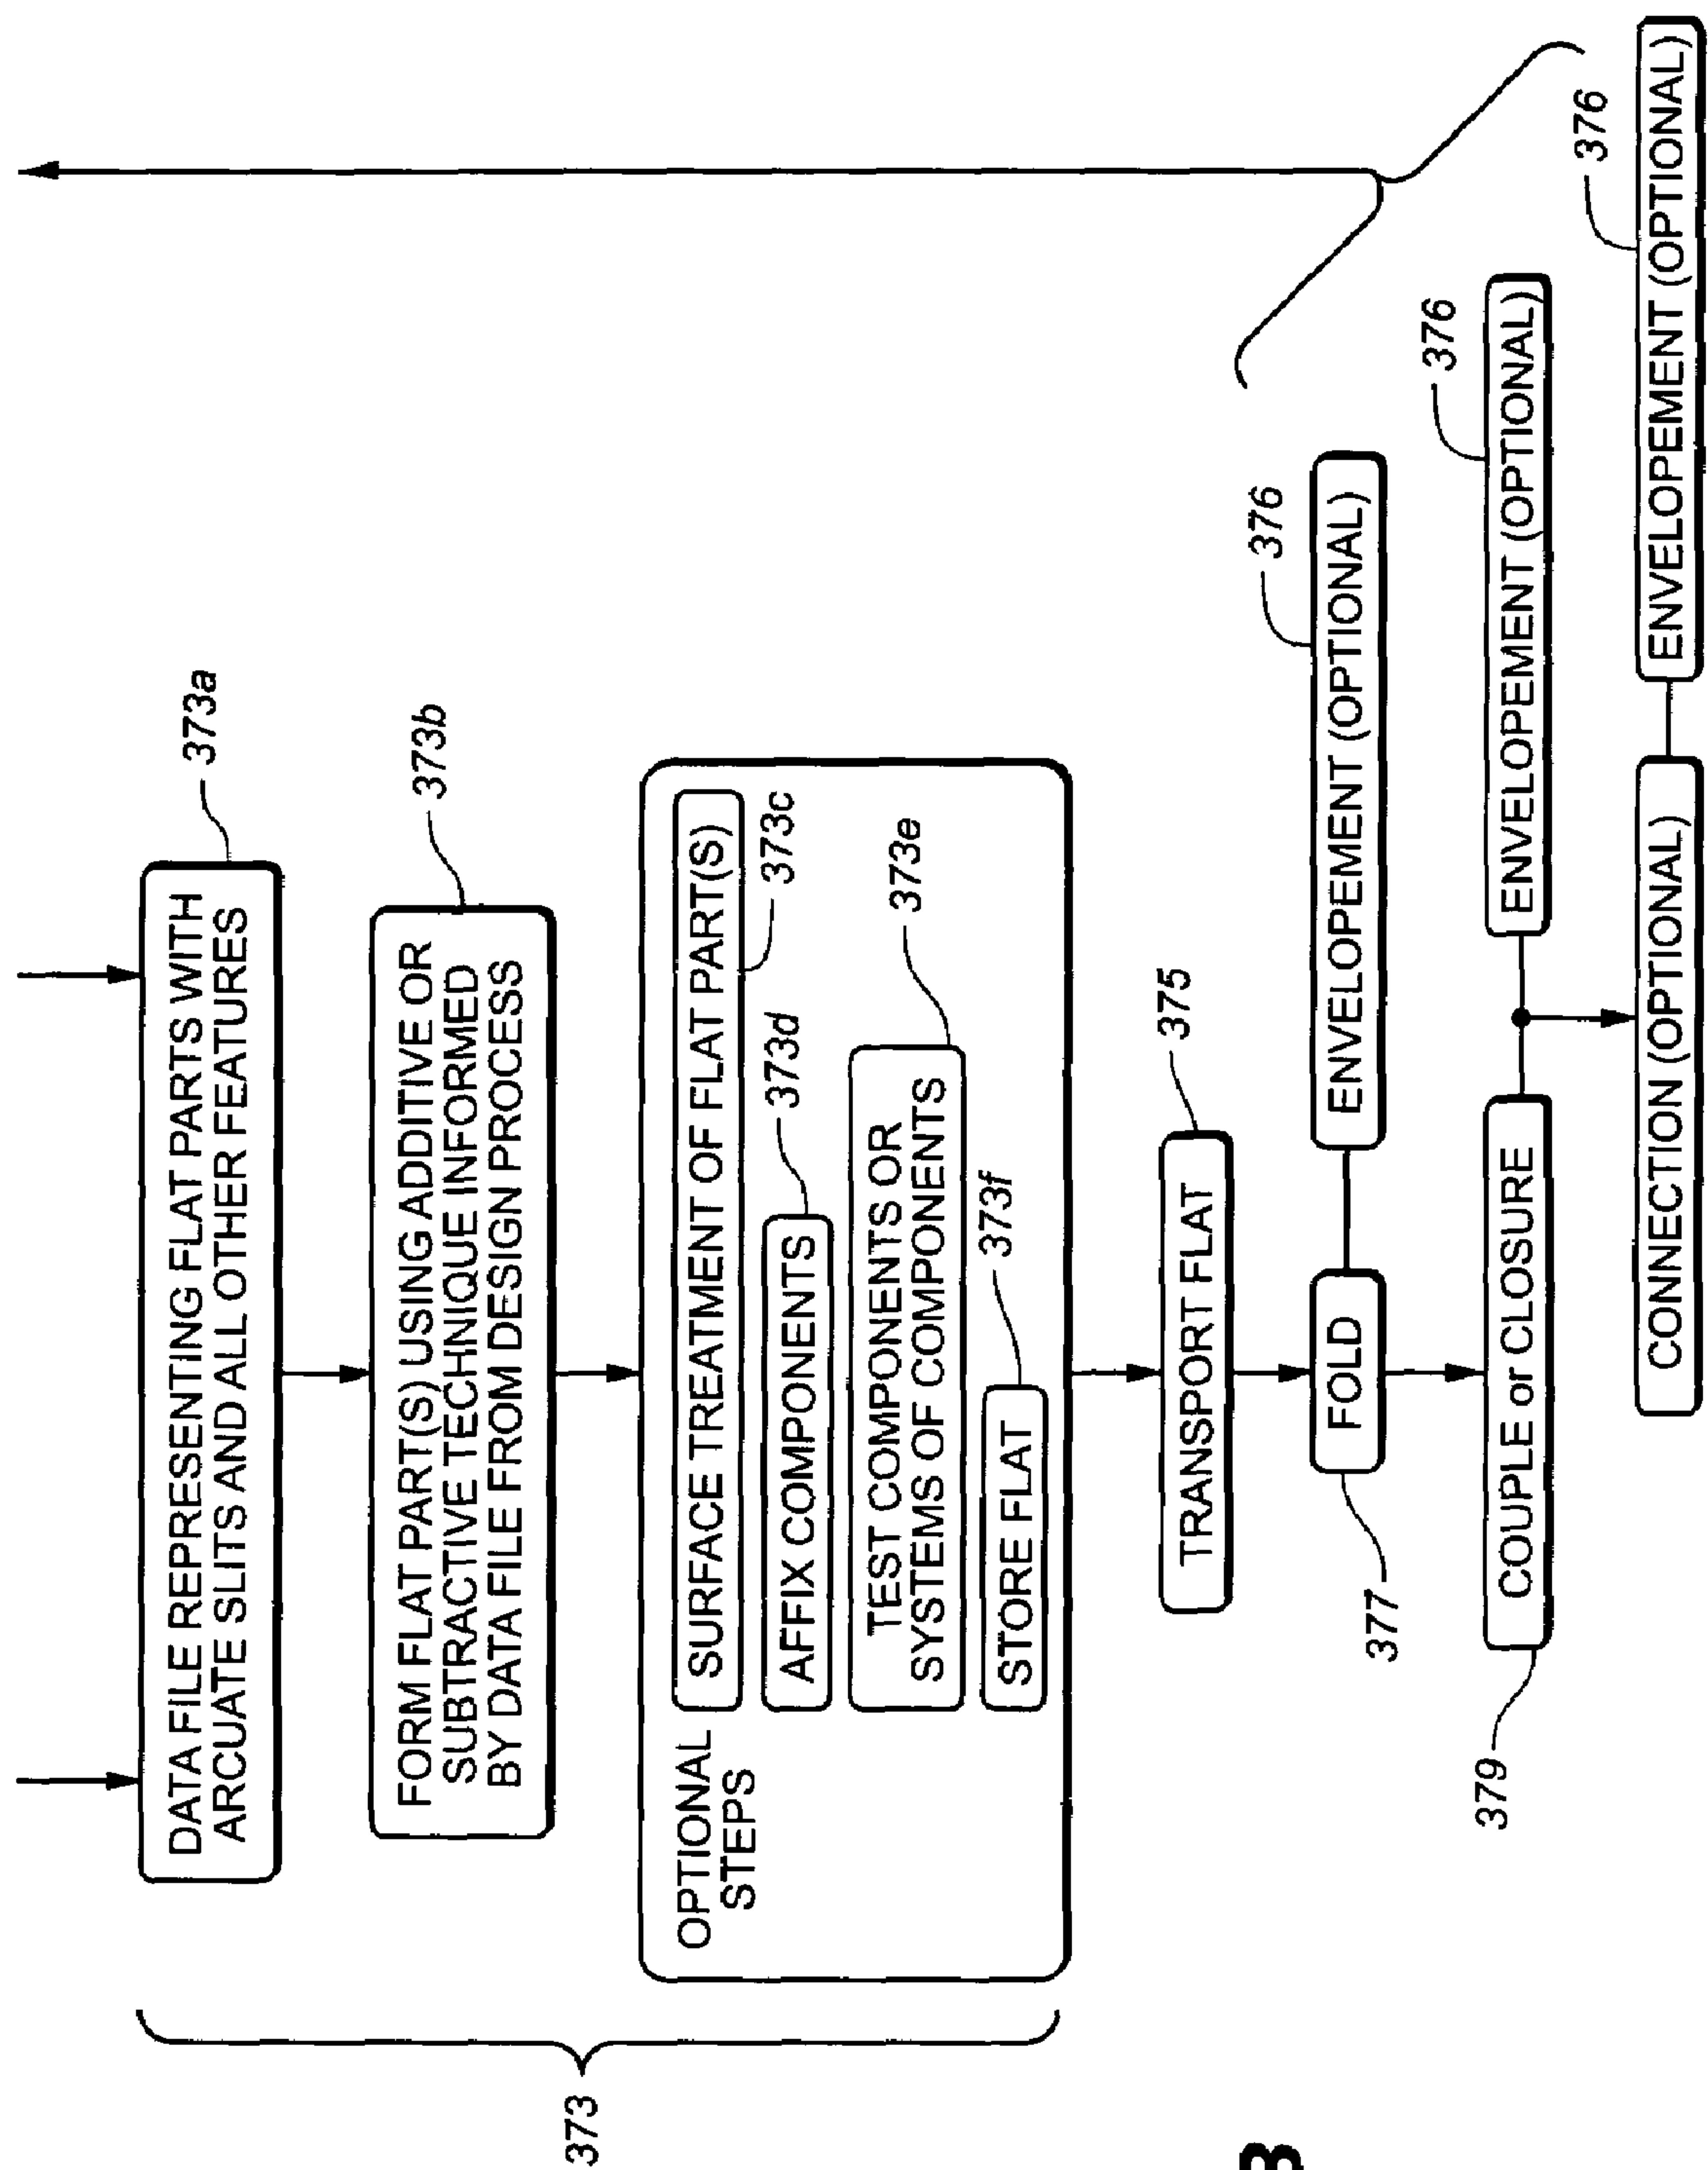 373a
DATA FILE REPRESENTING FLAT PARTS WITH
ARCUATE SLITS AND ALL OTHER FEATURES
373b
FORM FLAT PART(S) USING ADDITIVE OR
SUBTRACTIVE TECHNIQUE INFORMED
BY DATA FILE FROM DESIGN PROCESS
373
OPTIONAL
STEPS
SURFACE TREATMENT OF FLAT PART(S)
373c
AFFIX COMPONENTS
373d
TEST COMPONENTS OR
SYSTEMS OF COMPONENTS
373e
STORE FLAT
373f
TRANSPORT FLAT
375
FOLD
377
ENVELOPEMENT (OPTIONAL)
376
COUPLE or CLOSURE
379
ENVELOPEMENT (OPTIONAL)
376
CONNECTION (OPTIONAL)
ENVELOPEMENT (OPTIONAL)
376